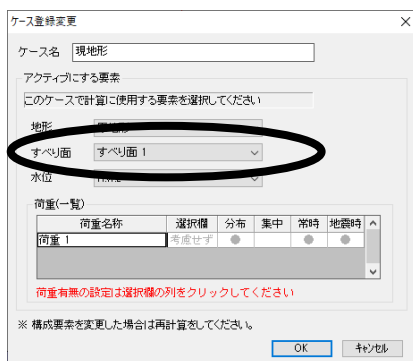 ケース登録変更
ケース名 現地形
アクティブにする要素
このケースで計算に使用する要素を選択してください
地形
すべり面 すべり面 1
水位
荷重(一覧)
荷重名称 選択欄 分布 集中 常時 地震時
荷重 1 考慮せず
荷重有無の設定は選択欄の列をクリックしてください
※ 構成要素を変更した場合は再計算をしてください。
OK キャンセル